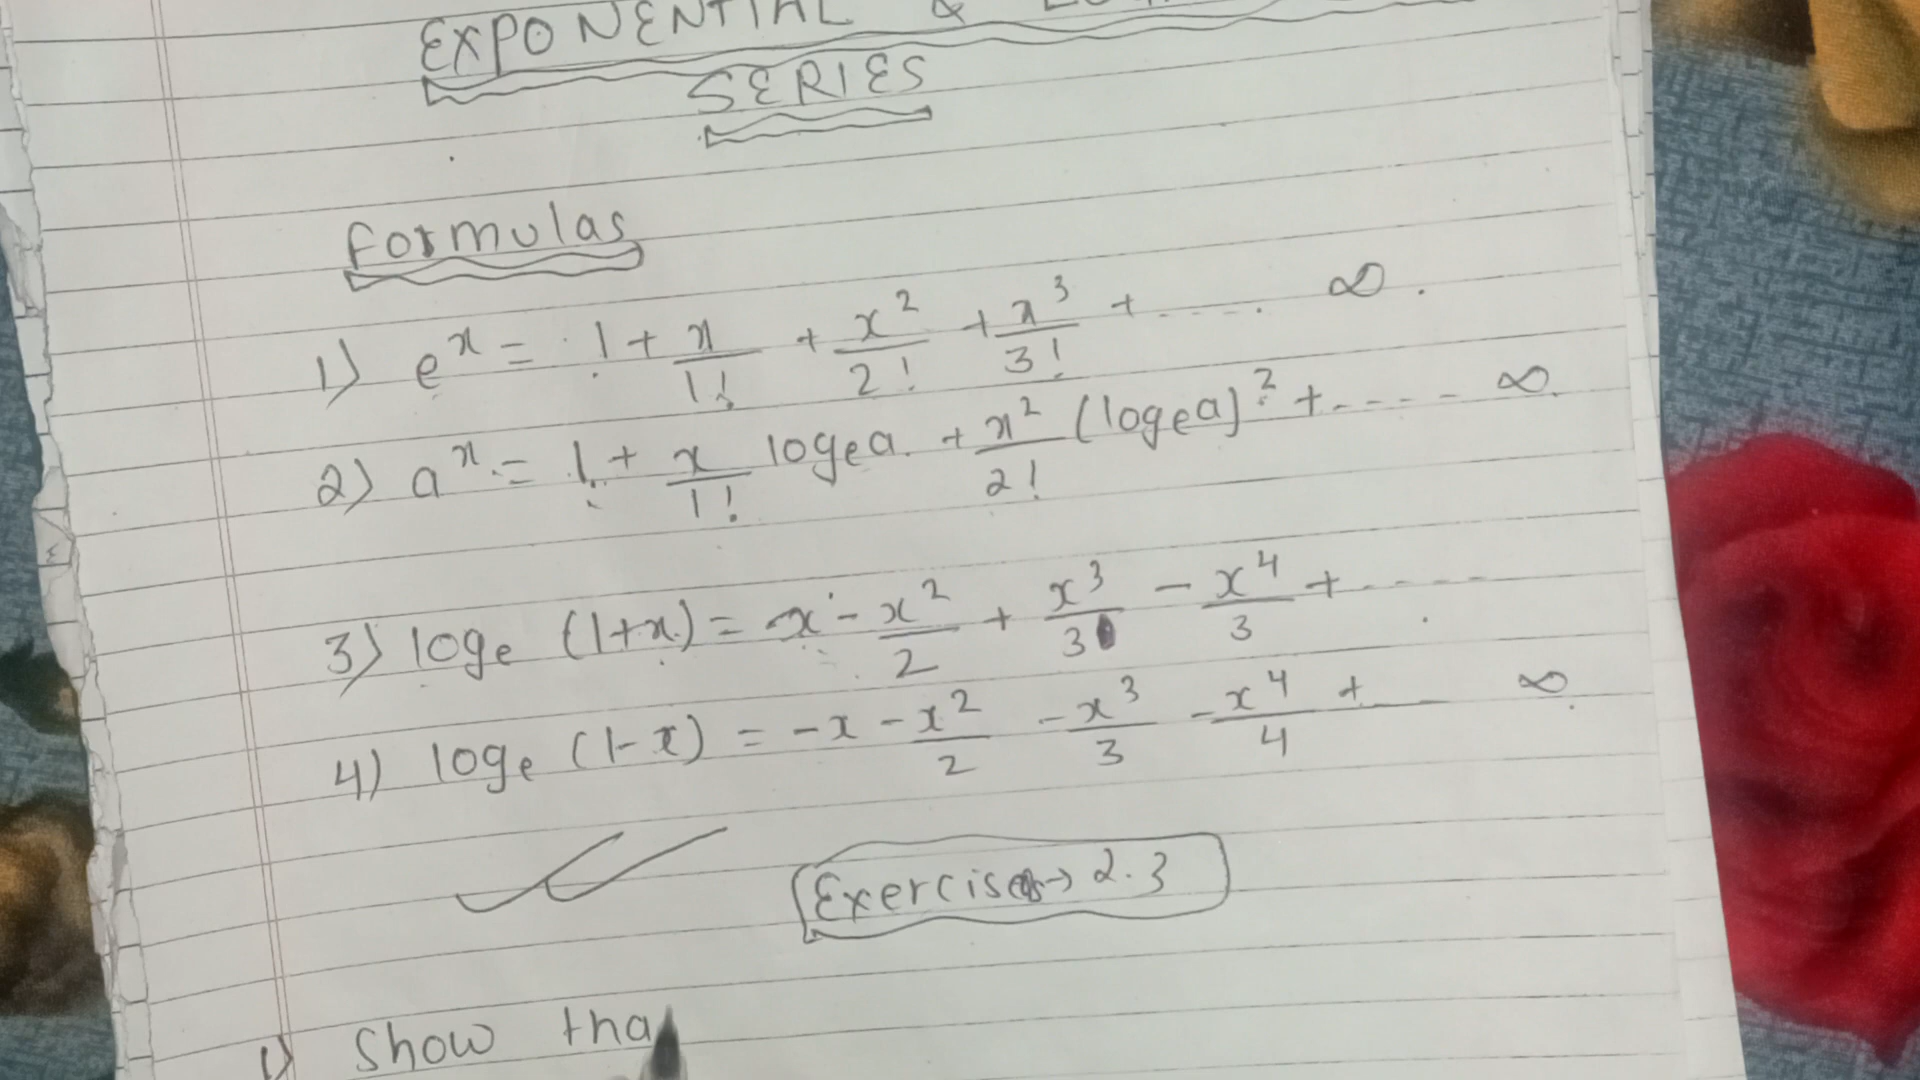 EXPONENTIAL &
SERIES
Formulas
1) e^x = 1 + x/1! + x^2/2! + x^3/3! + ..... ∞.
2) a^x = 1 + x/1! logea + x^2/2! (logea)^2 + ---- ∞.
3) loge (1+x) = x - x^2/2 + x^3/3 - x^4/3 + -----
4) loge (1-x) = -x - x^2/2 - x^3/3 - x^4/4 + --- ∞.
Exercise → 2.3
1) Show tha